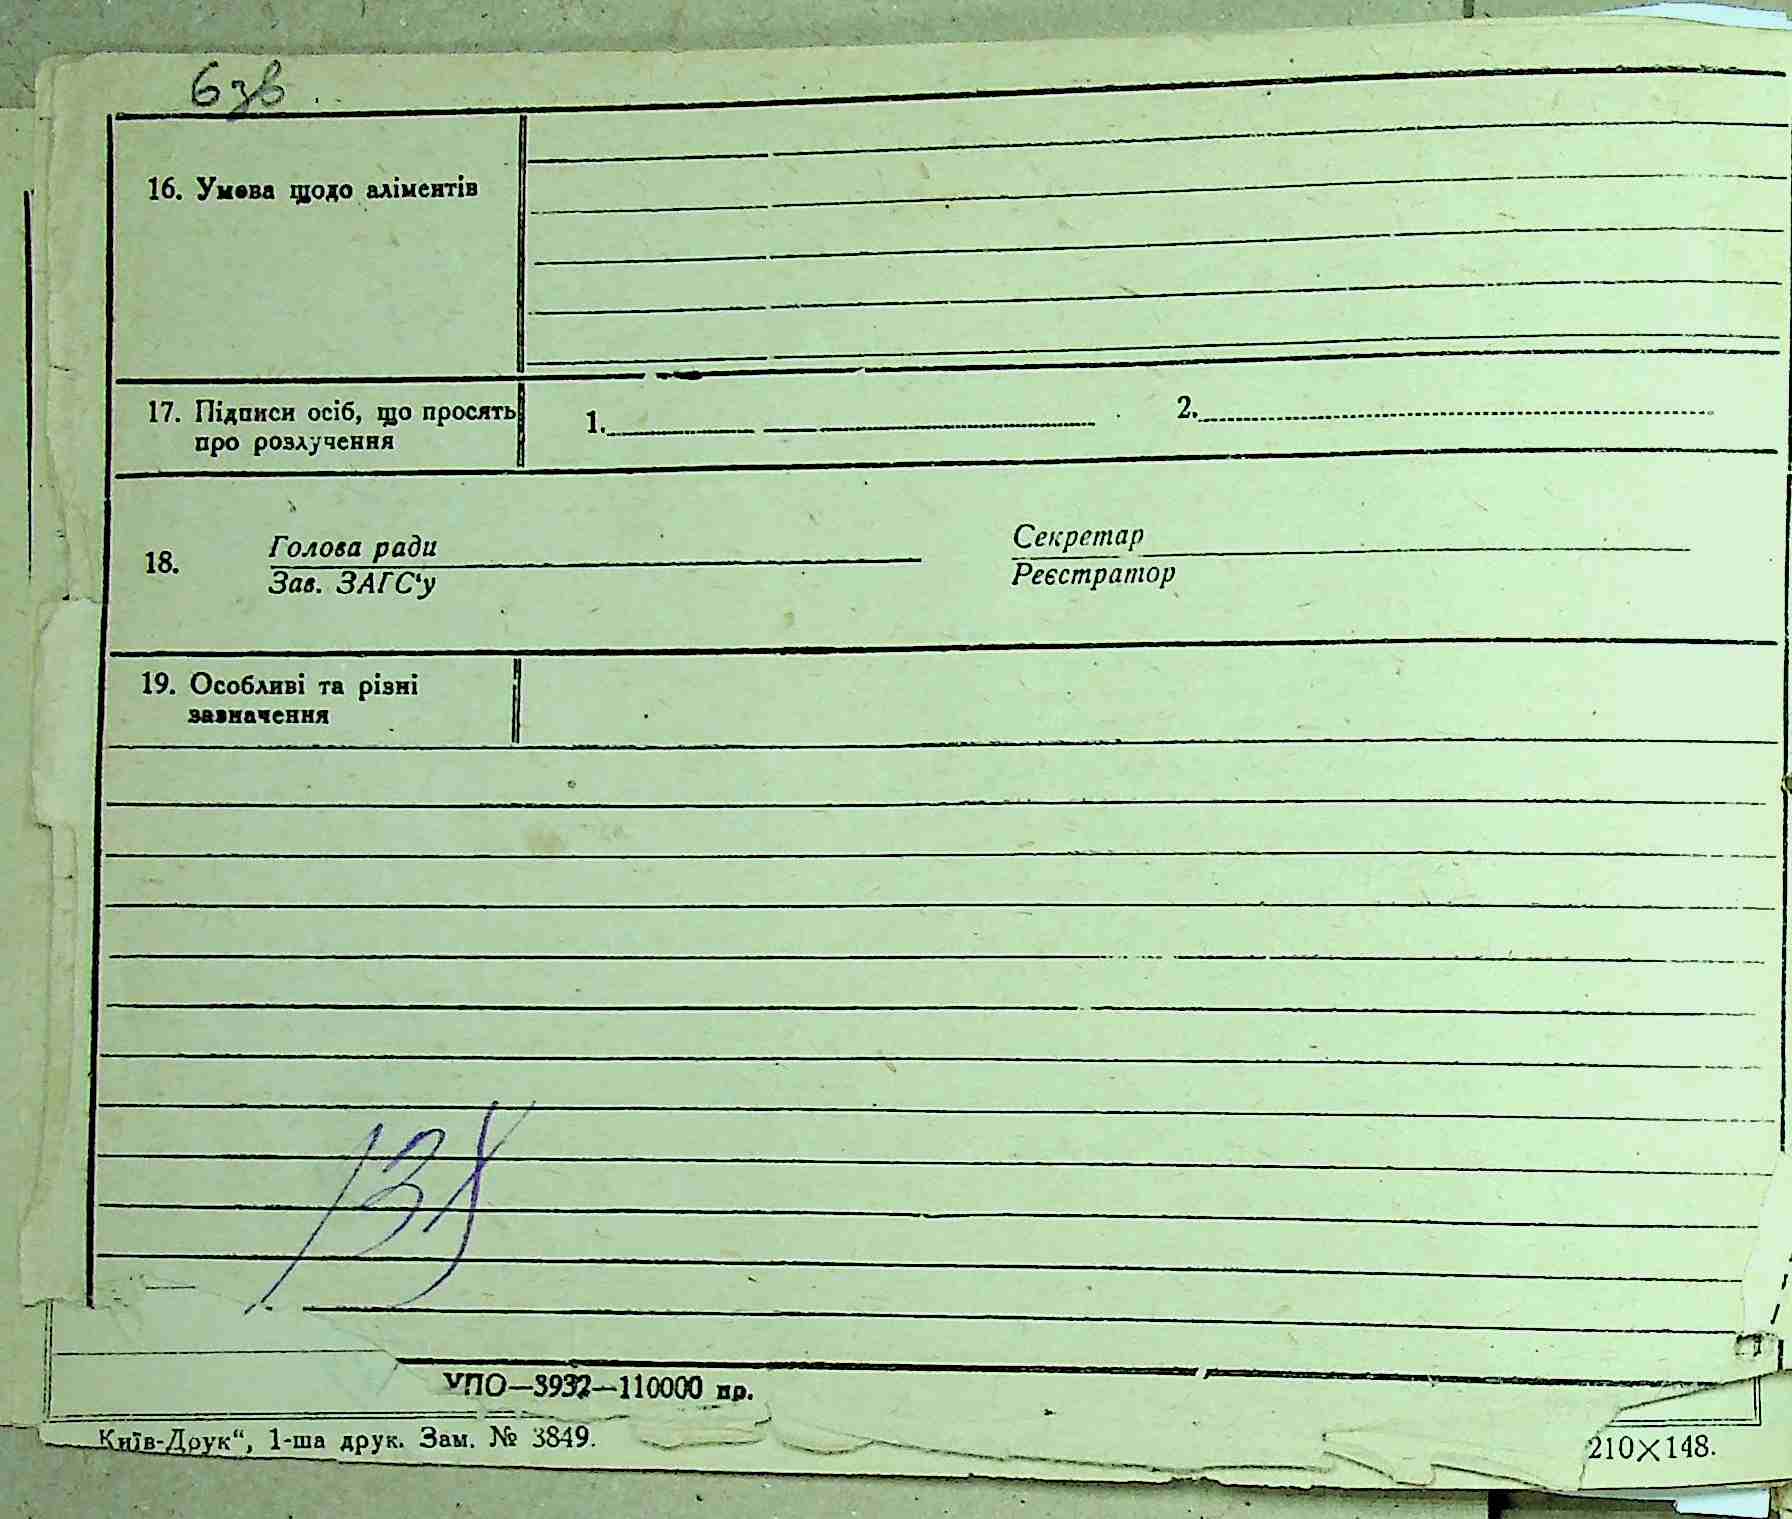 6 зв
16. Умова щодо аліментів
17. Підписи осіб, що просять
про розлучення
1.
2.
18.
Голова ради
Зав. ЗАГС‘у
Секретар
Реєстратор
19. Особливі та різні
зазначення
УПО—3932—110000 пр.
Київ-Друк“, 1-ша друк. Зам. № 3849.
210×148.